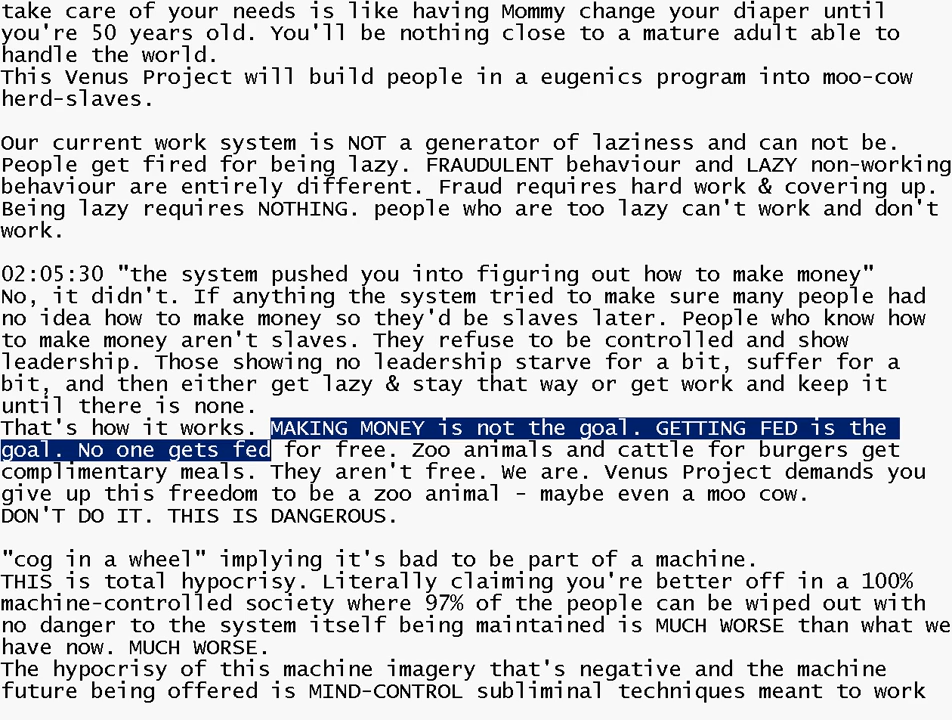 take care of your needs is like having Mommy change your diaper until
you're 50 years old. You'll be nothing close to a mature adult able to
handle the world.
This Venus Project will build people in a eugenics program into moo-cow
herd-slaves.
Our current work system is NOT a generator of laziness and can not be.
People get fired for being lazy. FRAUDULENT behaviour and LAZY non-working
behaviour are entirely different. Fraud requires hard work & covering up.
Being lazy requires NOTHING. people who are too lazy can't work and don't
work.
02:05:30 "the system pushed you into figuring out how to make money"
No, it didn't. If anything the system tried to make sure many people had
no idea how to make money so they'd be slaves later. People who know how
to make money aren't slaves. They refuse to be controlled and show
leadership. Those showing no leadership starve for a bit, suffer for a
bit, and then either get lazy & stay that way or get work and keep it
until there is none.
That's how it works. MAKING MONEY is not the goal. GETTING FED is the
goal. No one gets fed for free. Zoo animals and cattle for burgers get
complimentary meals. They aren't free. We are. Venus Project demands you
give up this freedom to be a zoo animal - maybe even a moo cow.
DON'T DO IT. THIS IS DANGEROUS.
"cog in a wheel" implying it's bad to be part of a machine.
THIS is total hypocrisy. Literally claiming you're better off in a 100%
machine-controlled society where 97% of the people can be wiped out with
no danger to the system itself being maintained is MUCH WORSE than what we
have now. MUCH WORSE.
The hypocrisy of this machine imagery that's negative and the machine
future being offered is MIND-CONTROL subliminal techniques meant to work